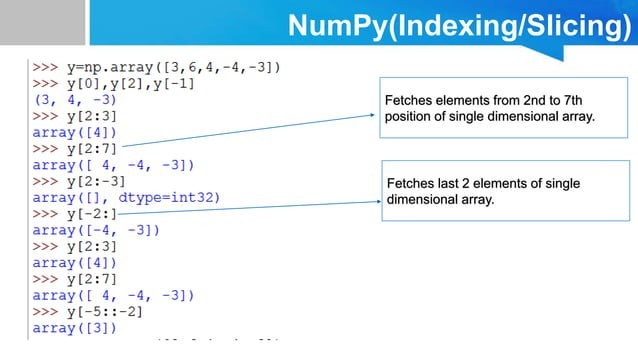 NumPy(Indexing/Slicing)
>>> y=np.array([3,6,4,-4,-3])
>>> y[0],y[2],y[-1]
(3, 4, -3)
>>> y[2:3]
array([4])
>>> y[2:7]
array([ 4, -4, -3])
>>> y[2:-3]
array([], dtype=int32)
>>> y[-2:]
array([-4, -3])
>>> y[2:3]
array([4])
>>> y[2:7]
array([ 4, -4, -3])
>>> y[-5::-2]
array([3])
Fetches elements from 2nd to 7th
position of single dimensional array.
Fetches last 2 elements of single
dimensional array.